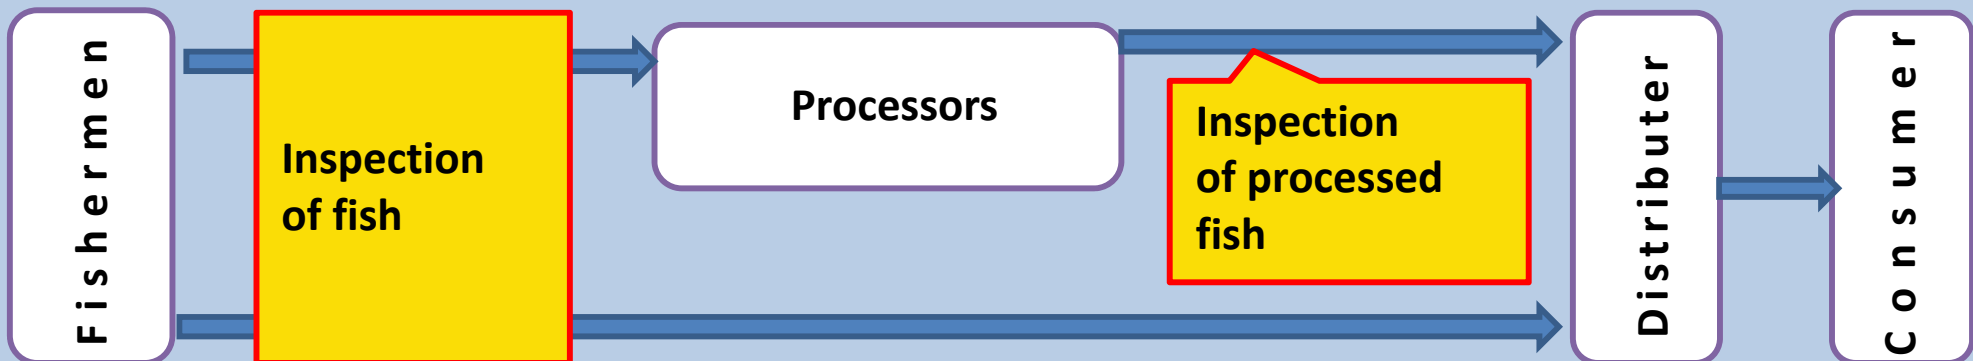 Fishermen
Inspection
of fish
Processors
Inspection
of processed
fish
Distributer
Consumer